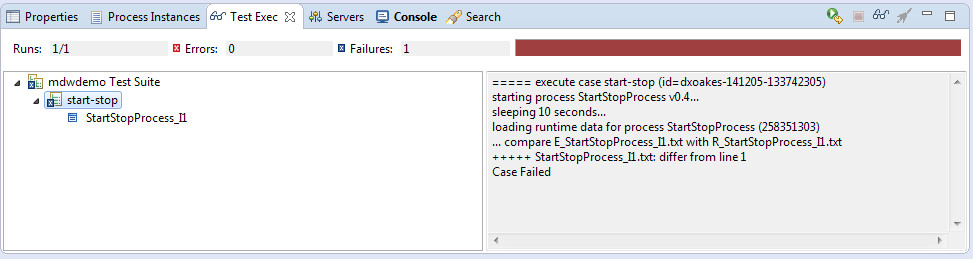 Properties Process Instances Test Exec Servers Console Search
Runs: 1/1 Errors: 0 Failures: 1
mdwdemo Test Suite
start-stop
StartStopProcess_I1
===== execute case start-stop (id=dxoakes-141205-133742305)
starting process StartStopProcess v0.4...
sleeping 10 seconds...
loading runtime data for process StartStopProcess (258351303)
... compare E_StartStopProcess_I1.txt with R_StartStopProcess_I1.txt
+++++ StartStopProcess_I1.txt: differ from line 1
Case Failed